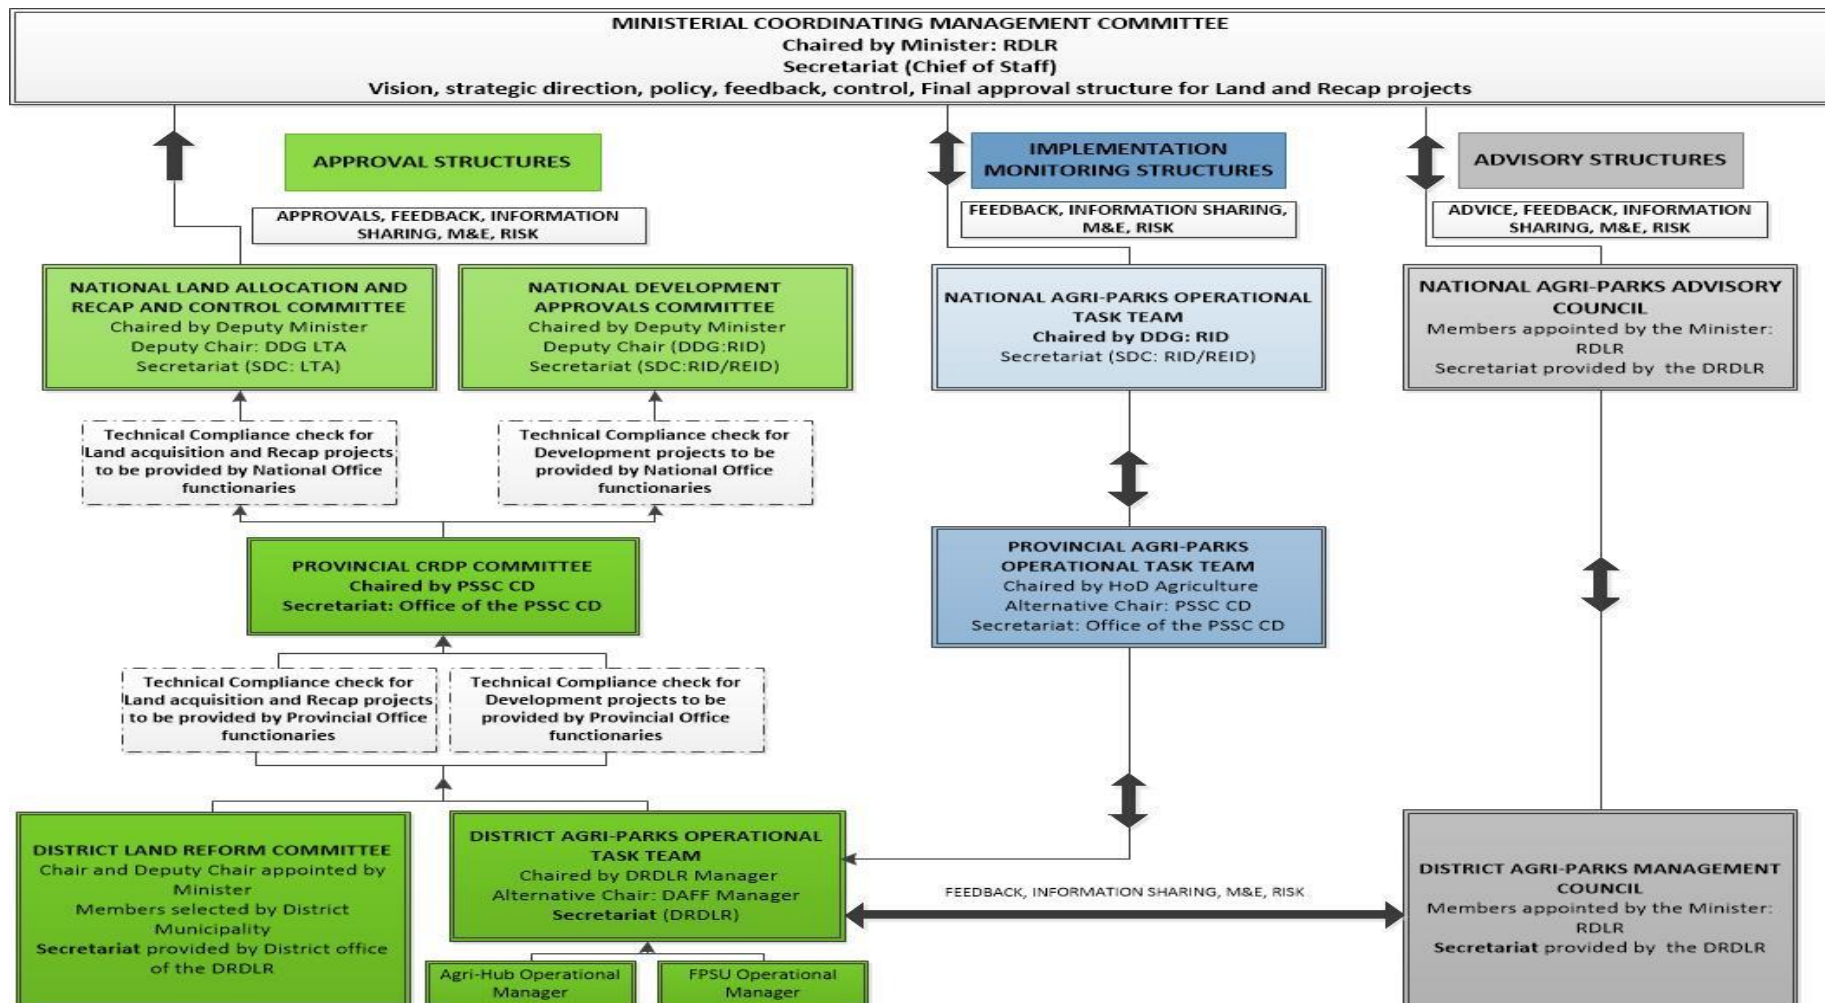 MINISTERIAL COORDINATING MANAGEMENT COMMITTEE
Chaired by Minister: RDLR
Secretariat (Chief of Staff)
Vision, strategic direction, policy, feedback, control, Final approval structure for Land and Recap projects
APPROVAL STRUCTURES
IMPLEMENTATION
MONITORING STRUCTURES
ADVISORY STRUCTURES
APPROVALS, FEEDBACK, INFORMATION
SHARING, M&E, RISK
FEEDBACK, INFORMATION SHARING,
M&E, RISK
ADVICE, FEEDBACK, INFORMATION
SHARING, M&E, RISK
NATIONAL LAND ALLOCATION AND
RECAP AND CONTROL COMMITTEE
Chaired by Deputy Minister
Deputy Chair: DDG LTA
Secretariat (SDC: LTA)
NATIONAL DEVELOPMENT
APPROVALS COMMITTEE
Chaired by Deputy Minister
Deputy Chair (DDG:RID)
Secretariat (SDC:RID/REID)
NATIONAL AGRI-PARKS OPERATIONAL
TASK TEAM
Chaired by DDG: RID
Secretariat (SDC: RID/REID)
NATIONAL AGRI-PARKS ADVISORY
COUNCIL
Members appointed by the Minister:
RDLR
Secretariat provided by the DRDLR
Technical Compliance check for
Land acquisition and Recap projects
to be provided by National Office
functionaries
Technical Compliance check for
Development projects to be
provided by National Office
functionaries
PROVINCIAL CRDP COMMITTEE
Chaired by PSSC CD
Secretariat: Office of the PSSC CD
PROVINCIAL AGRI-PARKS
OPERATIONAL TASK TEAM
Chaired by HoD Agriculture
Alternative Chair: PSSC CD
Secretariat: Office of the PSSC CD
Technical Compliance check for
Land acquisition and Recap projects
to be provided by Provincial Office
functionaries
Technical Compliance check for
Development projects to be
provided by Provincial Office
functionaries
DISTRICT LAND REFORM COMMITTEE
Chair and Deputy Chair appointed by
Minister
Members selected by District
Municipality
Secretariat provided by District office
of the DRDLR
DISTRICT AGRI-PARKS OPERATIONAL
TASK TEAM
Chaired by DRDLR Manager
Alternative Chair: DAFF Manager
Secretariat (DRDLR)
FEEDBACK, INFORMATION SHARING, M&E, RISK
DISTRICT AGRI-PARKS MANAGEMENT
COUNCIL
Members appointed by the Minister:
RDLR
Secretariat provided by the DRDLR
Agri-Hub Operational
Manager
FPSU Operational
Manager